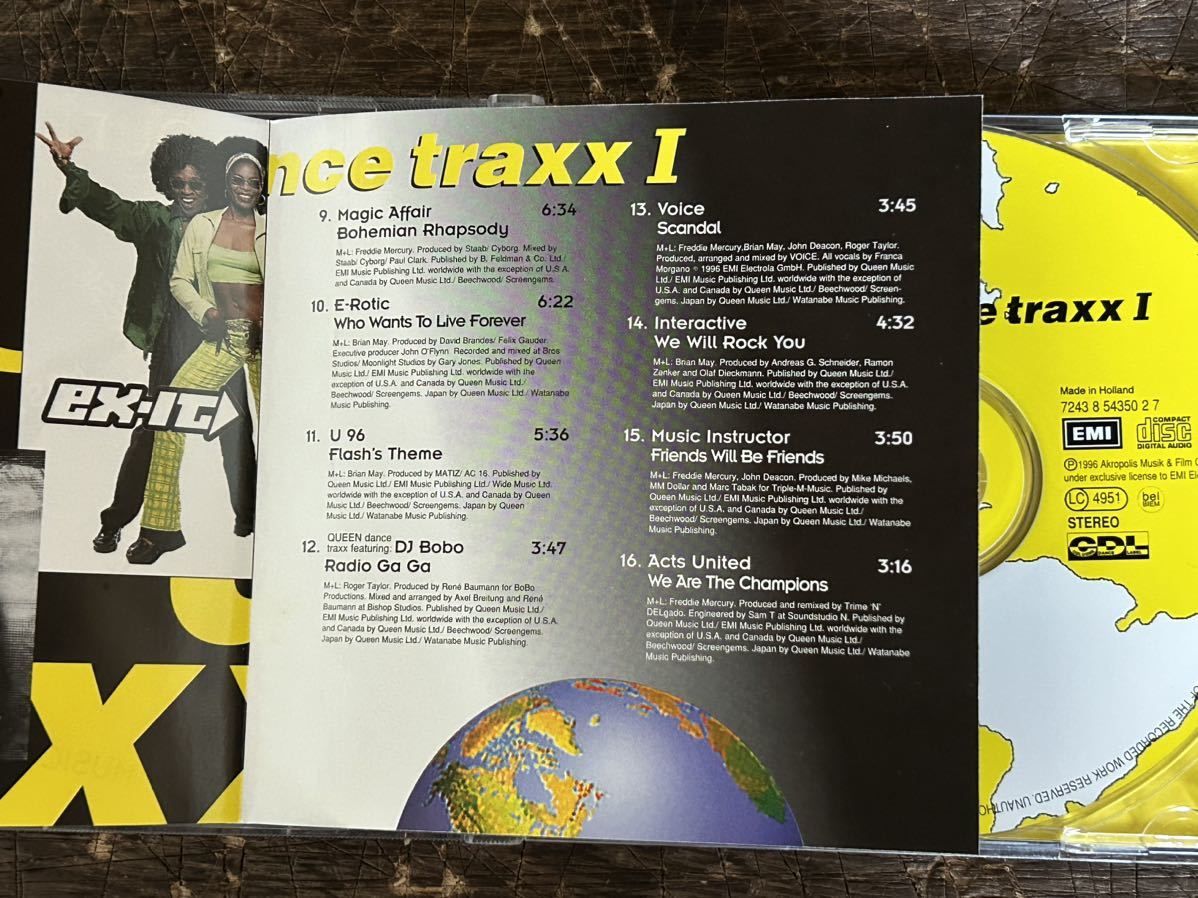 EX-IT
XX
nce traxx I
9. Magic Affair 6:34
Bohemian Rhapsody
M+L: Freddie Mercury. Produced by Staab/ Cyborg. Mixed by
Staab/ Cyborg/ Paul Clark. Published by B. Feldman & Co. Ltd./
EMI Music Publishing Ltd. worldwide with the exception of U.S.A.
and Canada by Queen Music Ltd./ Beechwood/ Screengems.
10. E-Rotic 6:22
Who Wants To Live Forever
M+L: Brian May. Produced by David Brandes/ Felix Gauder.
Executive producer John O'Flynn. Recorded and mixed at Bros
Studios/ Moonlight Studios by Gary Jones. Published by Queen
Music Ltd./ EMI Music Publishing Ltd. worldwide with the
exception of U.S.A. and Canada by Queen Music Ltd./
Beechwood/ Screengems. Japan by Queen Music Ltd./ Watanabe
Music Publishing.
11. U 96 5:36
Flash's Theme
M+L: Brian May. Produced by MATIZ/ AC 16. Published by
Queen Music Ltd./ EMI Music Publishing Ltd./ Wide Music Ltd.
worldwide with the exception of U.S.A. and Canada by Queen
Music Ltd./ Beechwood/ Screengems. Japan by Queen
Music Ltd./ Watanabe Music Publishing.
QUEEN dance
12. traxx featuring: DJ Bobo 3:47
Radio Ga Ga
M+L: Roger Taylor. Produced by René Baumann for BoBo
Productions. Mixed and arranged by Axel Breitung and René
Baumann at Bishop Studios. Published by Queen Music Ltd./
EMI Music Publishing Ltd. worldwide with the exception of U.S.A.
and Canada by Queen Music Ltd./ Beechwood/ Screengems.
Japan by Queen Music Ltd./ Watanabe Music Publishing.
13. Voice 3:45
Scandal
M+L: Freddie Mercury,Brian May, John Deacon, Roger Taylor.
Produced, arranged and mixed by VOICE. All vocals by Franca
Morgano ℗ 1996 EMI Electrola GmbH. Published by Queen Music
Ltd./ EMI Music Publishing Ltd. worldwide with the exception of
U.S.A. and Canada by Queen Music Ltd./ Beechwood/ Screen-
gems. Japan by Queen Music Ltd./ Watanabe Music Publishing.
14. Interactive 4:32
We Will Rock You
M+L: Brian May. Produced by Andreas G. Schneider, Ramon
Zenker and Olaf Dieckmann. Published by Queen Music Ltd./
EMI Music Publishing Ltd. worldwide with the exception of U.S.A.
and Canada by Queen Music Ltd./ Beechwood/ Screengems.
Japan by Queen Music Ltd./ Watanabe Music Publishing.
15. Music Instructor 3:50
Friends Will Be Friends
M+L: Freddie Mercury, John Deacon. Produced by Mike Michaels,
MM Dollar and Marc Tabak for Triple-M-Music. Published by
Queen Music Ltd./ EMI Music Publishing Ltd. worldwide with the
exception of U.S.A. and Canada by Queen Music Ltd./
Beechwood/ Screengems. Japan by Queen Music Ltd./ Watanabe
Music Publishing.
16. Acts United 3:16
We Are The Champions
M+L: Freddie Mercury. Produced and remixed by Trime 'N'
DELgado. Engineered by Sam T at Soundstudio N. Published by
Queen Music Ltd./ EMI Music Publishing Ltd. worldwide with the
exception of U.S.A. and Canada by Queen Music Ltd./
Beechwood/ Screengems. Japan by Queen Music Ltd./ Watanabe
Music Publishing.
e traxx I
Made in Holland
7243 8 54350 2 7
EMI COMPACT disc DIGITAL AUDIO
℗1996 Akropolis Musik & Film
under exclusive license to EMI
LC 4951 bel BIEM
STEREO
CDL
OF THE RECORDED WORK RESERVED. UNAUTHO